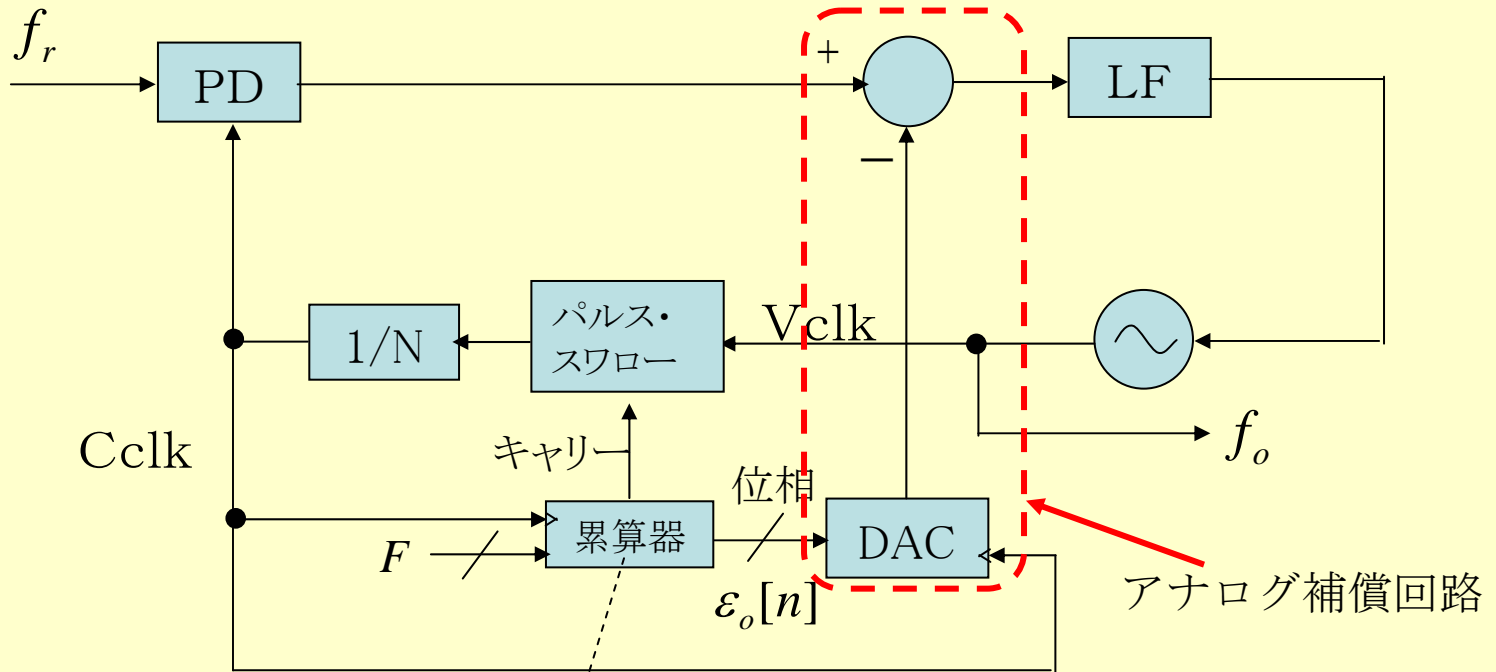 f_r
PD
+
LF
−
パルス・
スワロー
1/N
Vclk
f_o
Cclk
キャリー
位相
F
累算器
DAC
ε_o[n]
アナログ補償回路